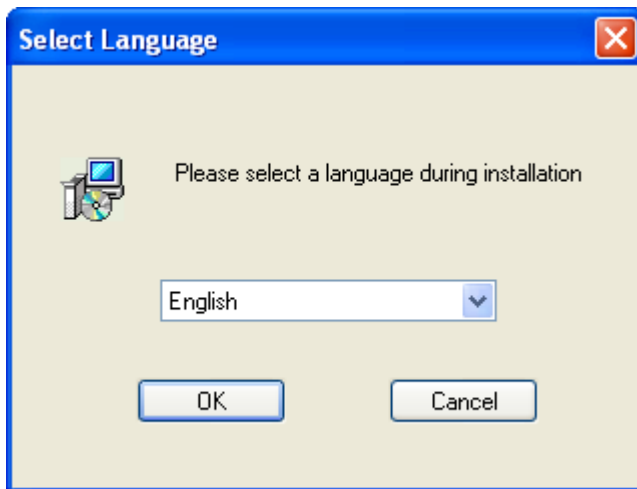 Select Language
Please select a language during installation
English
OK
Cancel